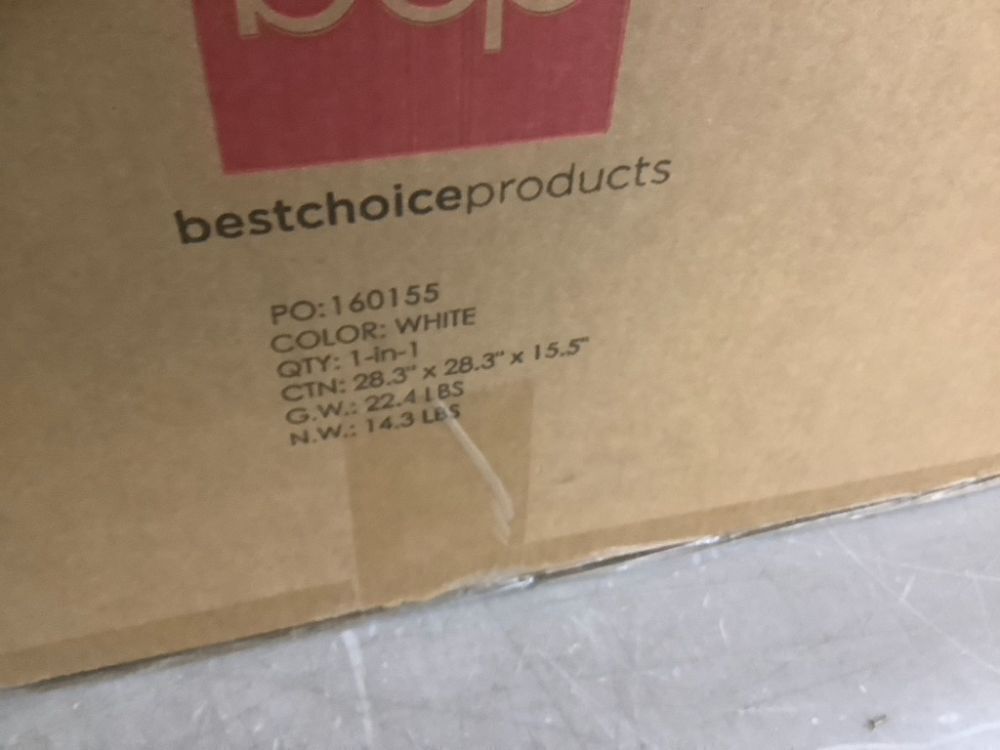 bcp
bestchoiceproducts
PO:160155
COLOR: WHITE
QTY: 1-in-1
CTN: 28.3" x 28.3" x 15.5"
G.W.: 22.4 LBS
N.W.: 14.3 LBS